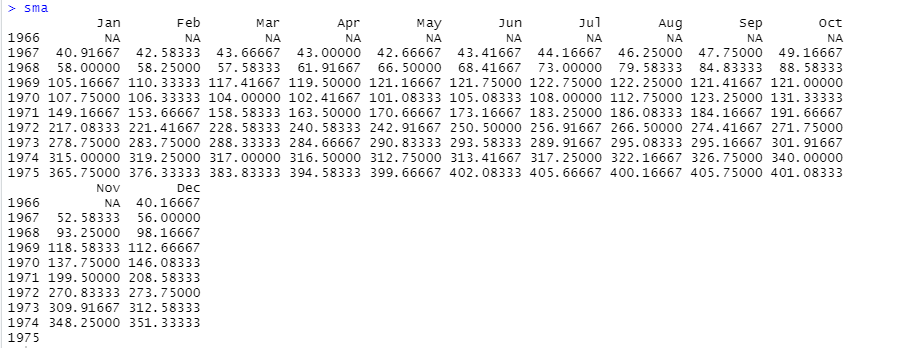 > sma
Jan Feb Mar Apr May Jun Jul Aug Sep Oct
1966 NA NA NA NA NA NA NA NA NA NA
1967 40.91667 42.58333 43.66667 43.00000 42.66667 43.41667 44.16667 46.25000 47.75000 49.16667
1968 58.00000 58.25000 57.58333 61.91667 66.50000 68.41667 73.00000 79.58333 84.83333 88.58333
1969 105.16667 110.33333 117.41667 119.50000 121.16667 121.75000 122.75000 122.25000 121.41667 121.00000
1970 107.75000 106.33333 104.00000 102.41667 101.08333 105.08333 108.00000 112.75000 123.25000 131.33333
1971 149.16667 153.66667 158.58333 163.50000 170.66667 173.16667 183.25000 186.08333 184.16667 191.66667
1972 217.08333 221.41667 228.58333 240.58333 242.91667 250.50000 256.91667 266.50000 274.41667 271.75000
1973 278.75000 283.75000 288.33333 284.66667 290.83333 293.58333 289.91667 295.08333 295.16667 301.91667
1974 315.00000 319.25000 317.00000 316.50000 312.75000 313.41667 317.25000 322.16667 326.75000 340.00000
1975 365.75000 376.33333 383.83333 394.58333 399.66667 402.08333 405.66667 400.16667 405.75000 401.08333
Nov Dec
1966 NA 40.16667
1967 52.58333 56.00000
1968 93.25000 98.16667
1969 118.58333 112.66667
1970 137.75000 146.08333
1971 199.50000 208.58333
1972 270.83333 273.75000
1973 309.91667 312.58333
1974 348.25000 351.33333
1975